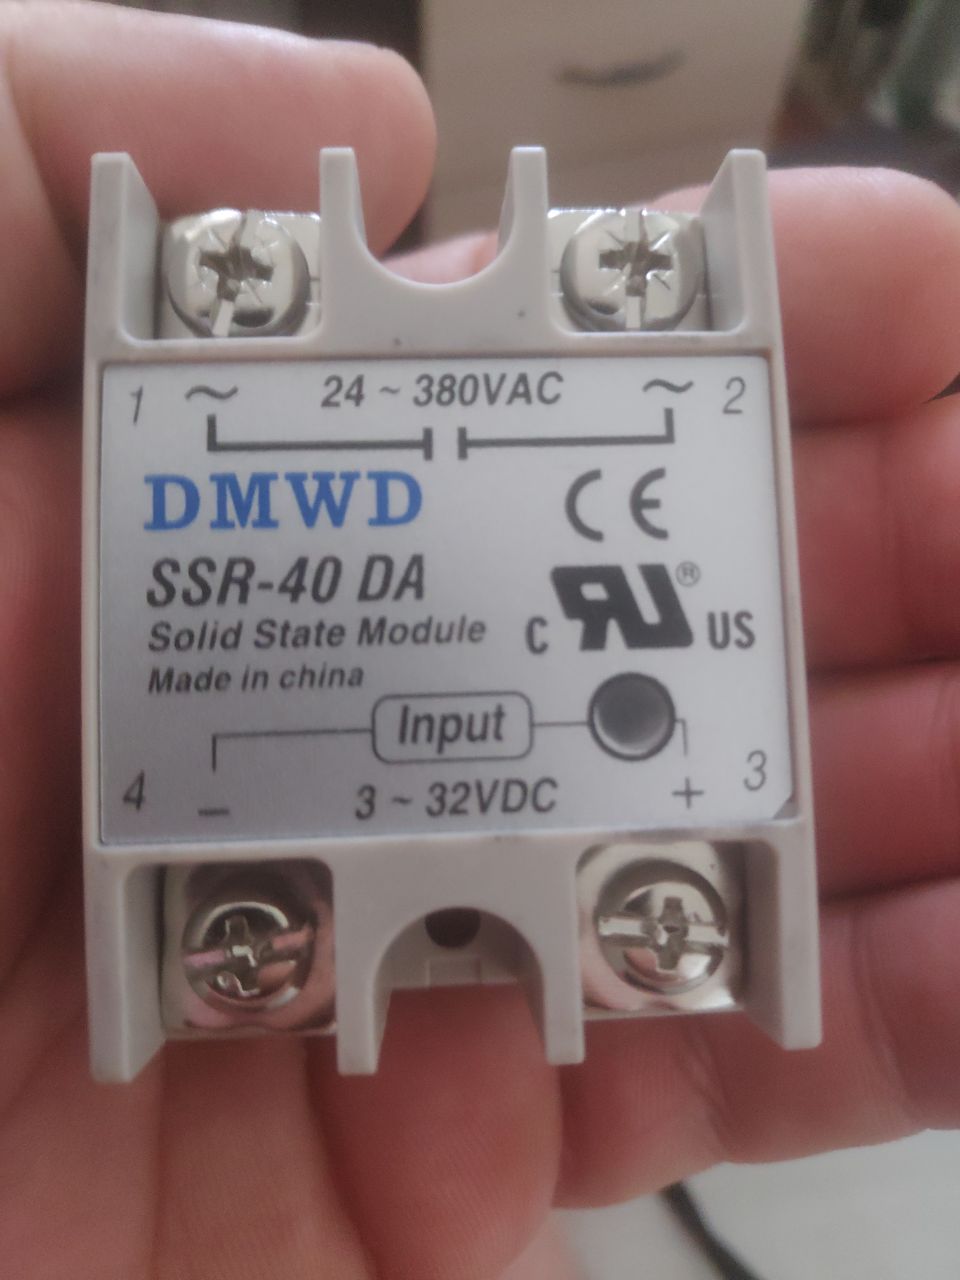 1 ~ 24 ~ 380VAC ~ 2
DMWD
CE
SSR-40 DA
Solid State Module
Made in china
C RU® US
Input
4 − 3 ~ 32VDC + 3